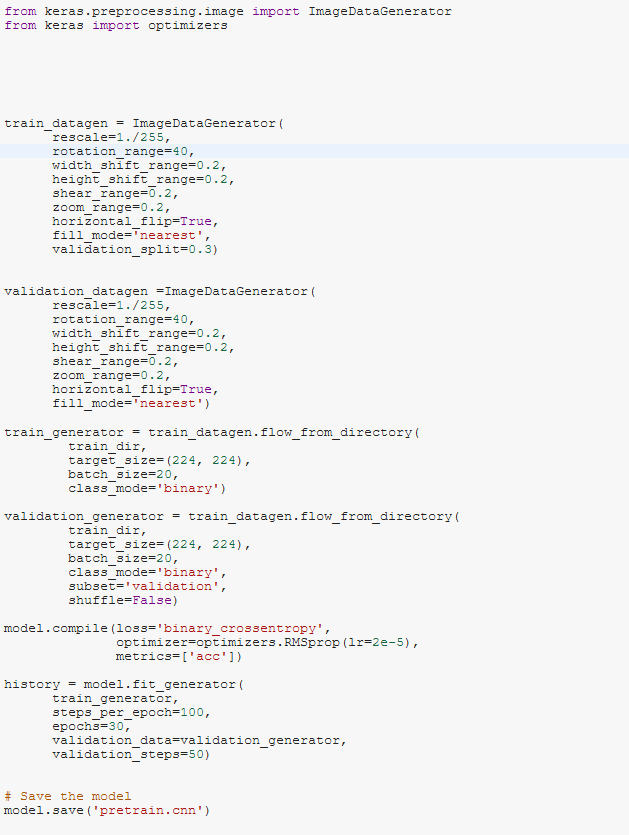 from keras.preprocessing.image import ImageDataGenerator
from keras import optimizers
train_datagen = ImageDataGenerator(
      rescale=1./255,
      rotation_range=40,
      width_shift_range=0.2,
      height_shift_range=0.2,
      shear_range=0.2,
      zoom_range=0.2,
      horizontal_flip=True,
      fill_mode='nearest',
      validation_split=0.3)
validation_datagen =ImageDataGenerator(
      rescale=1./255,
      rotation_range=40,
      width_shift_range=0.2,
      height_shift_range=0.2,
      shear_range=0.2,
      zoom_range=0.2,
      horizontal_flip=True,
      fill_mode='nearest')
train_generator = train_datagen.flow_from_directory(
        train_dir,
        target_size=(224, 224),
        batch_size=20,
        class_mode='binary')
validation_generator = train_datagen.flow_from_directory(
        train_dir,
        target_size=(224, 224),
        batch_size=20,
        class_mode='binary',
        subset='validation',
        shuffle=False)
model.compile(loss='binary_crossentropy',
              optimizer=optimizers.RMSprop(lr=2e-5),
              metrics=['acc'])
history = model.fit_generator(
      train_generator,
      steps_per_epoch=100,
      epochs=30,
      validation_data=validation_generator,
      validation_steps=50)
# Save the model
model.save('pretrain.cnn')